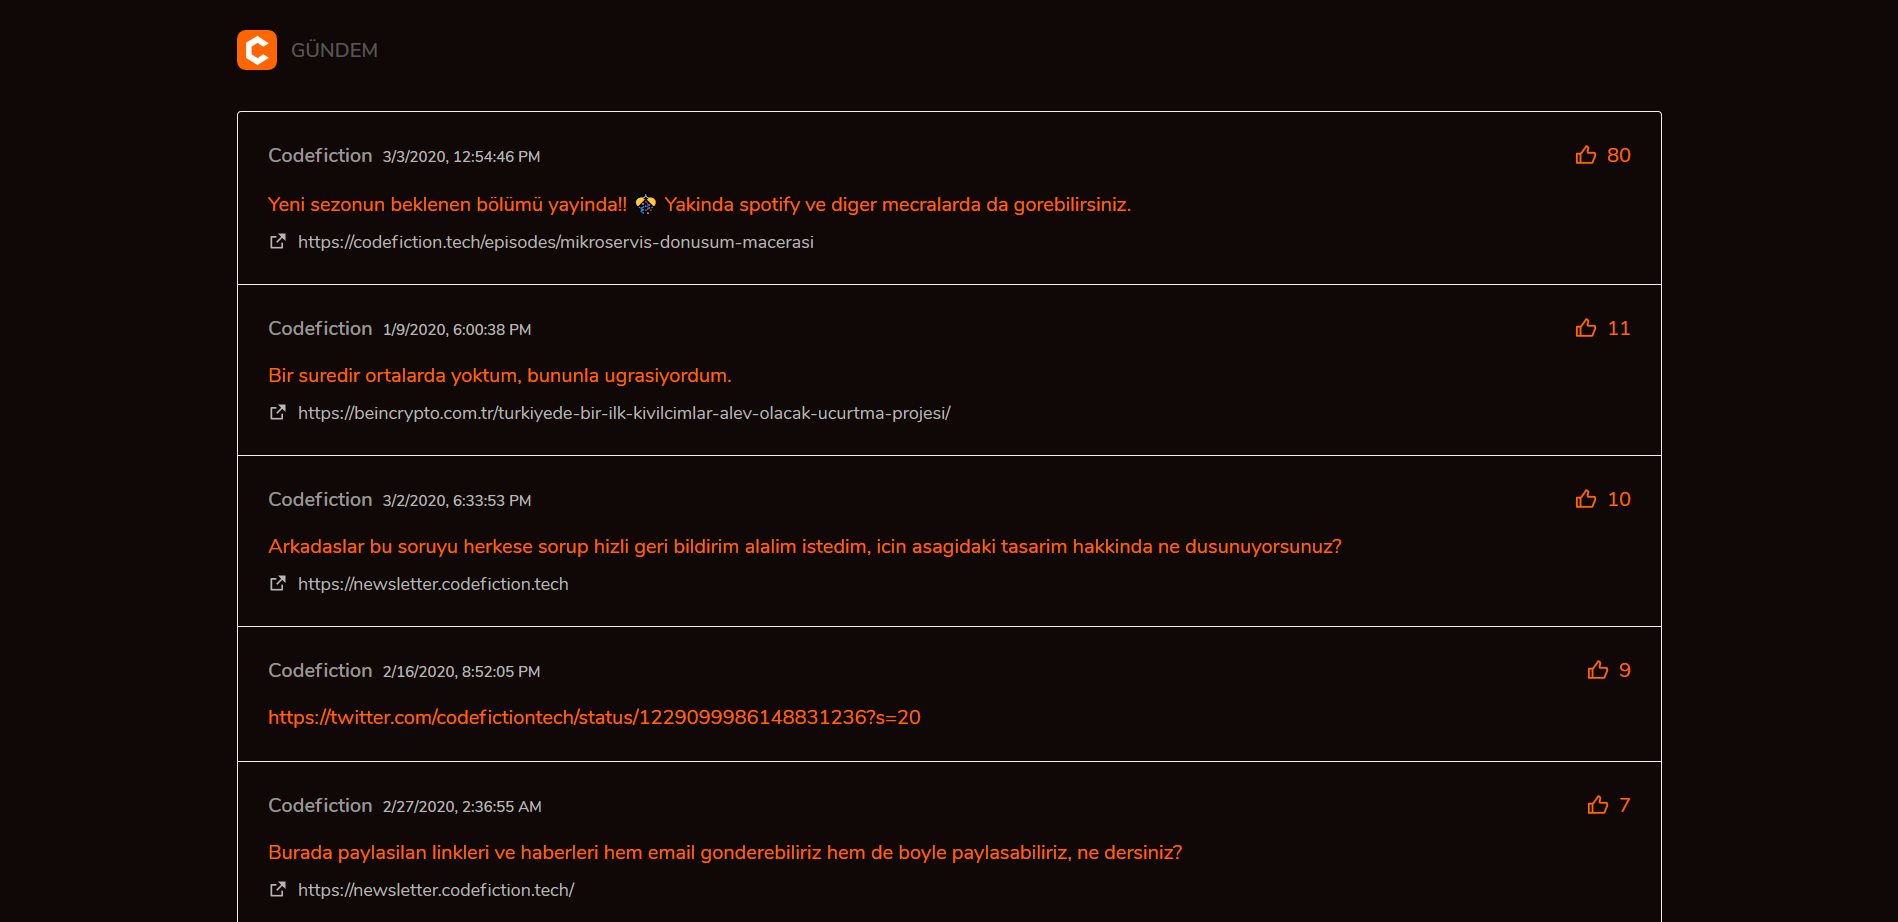 GÜNDEM
Codefiction 3/3/2020, 12:54:46 PM 80
Yeni sezonun beklenen bölümü yayinda!! 🎊 Yakinda spotify ve diger mecralarda da gorebilirsiniz.
https://codefiction.tech/episodes/mikroservis-donusum-macerasi
Codefiction 1/9/2020, 6:00:38 PM 11
Bir suredir ortalarda yoktum, bununla ugrasiyordum.
https://beincrypto.com.tr/turkiyede-bir-ilk-kivilcimlar-alev-olacak-ucurtma-projesi/
Codefiction 3/2/2020, 6:33:53 PM 10
Arkadaslar bu soruyu herkese sorup hizli geri bildirim alalim istedim, icin asagidaki tasarim hakkinda ne dusunuyorsunuz?
https://newsletter.codefiction.tech
Codefiction 2/16/2020, 8:52:05 PM 9
https://twitter.com/codefictiontech/status/1229099986148831236?s=20
Codefiction 2/27/2020, 2:36:55 AM 7
Burada paylasilan linkleri ve haberleri hem email gonderebiliriz hem de boyle paylasabiliriz, ne dersiniz?
https://newsletter.codefiction.tech/